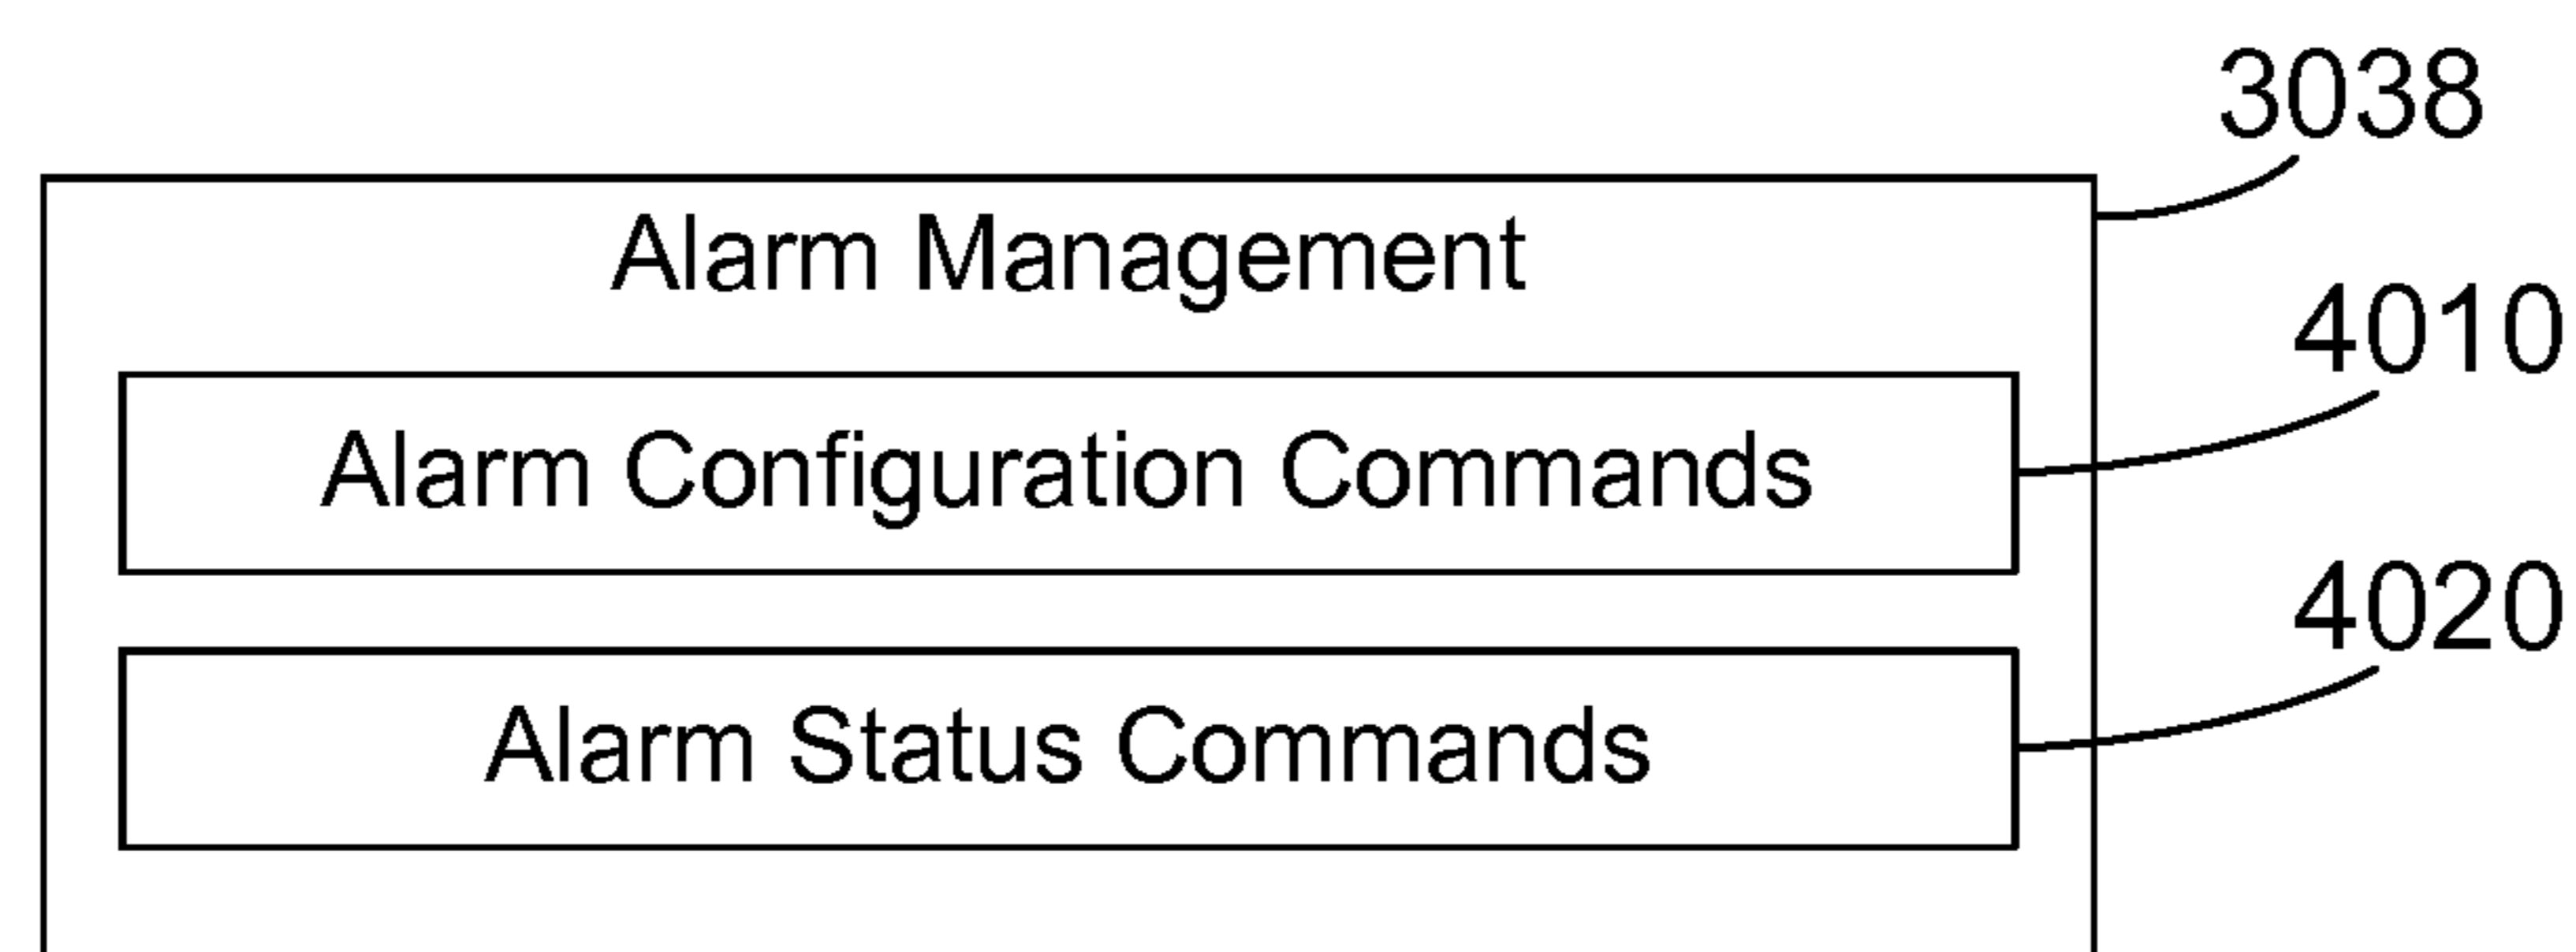 3038
Alarm Management
4010
Alarm Configuration Commands
4020
Alarm Status Commands